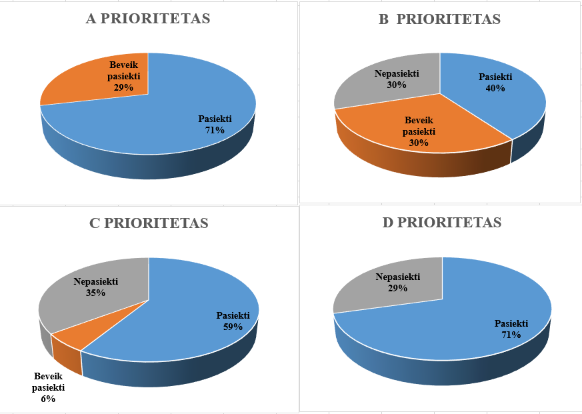 A PRIORITETAS
Beveik
pasiekti
29%
Pasiekti
71%
B PRIORITETAS
Nepasiekti
30%
Pasiekti
40%
Beveik
pasiekti
30%
C PRIORITETAS
Nepasiekti
35%
Pasiekti
59%
Beveik
pasiekti
6%
D PRIORITETAS
Nepasiekti
29%
Pasiekti
71%